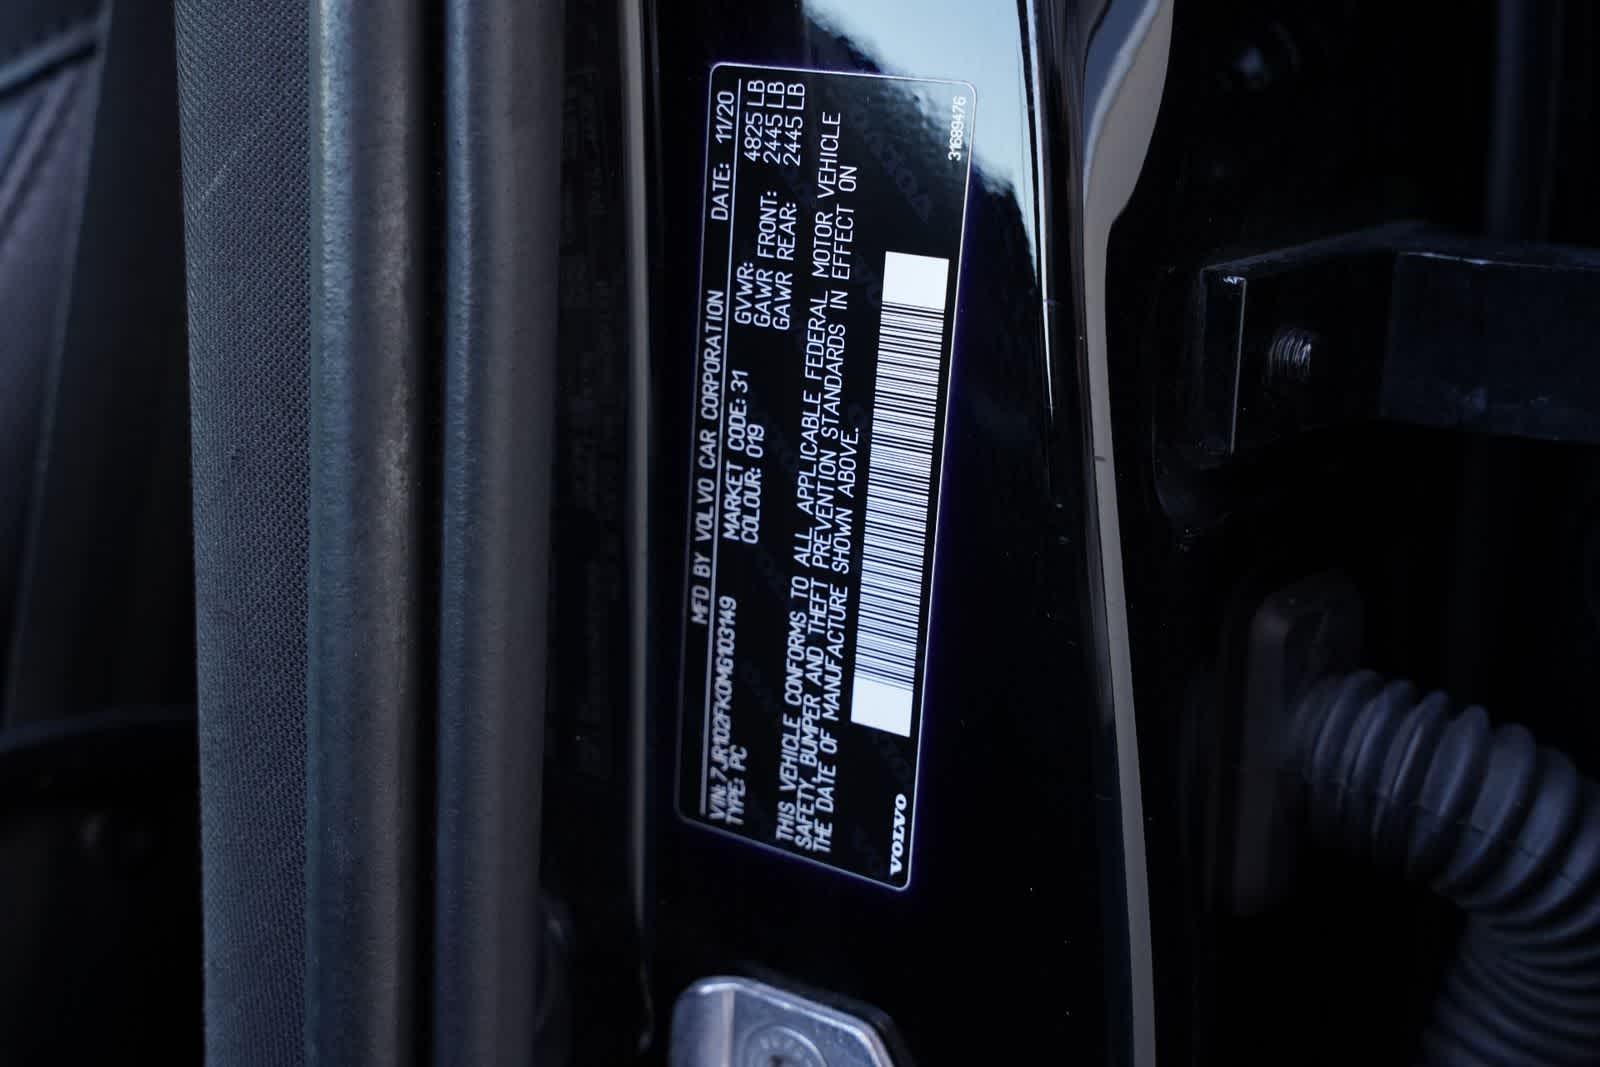 MFD BY VOLVO CAR CORPORATION DATE: 11/20
VIN: 7JR102FK0MG103149 MARKET CODE: 31 GVWR: 4825 LB
TYPE: PC COLOUR: 019 GAWR FRONT: 2445 LB
GAWR REAR: 2445 LB
THIS VEHICLE CONFORMS TO ALL APPLICABLE FEDERAL MOTOR VEHICLE
SAFETY, BUMPER AND THEFT PREVENTION STANDARDS IN EFFECT ON
THE DATE OF MANUFACTURE SHOWN ABOVE.
VOLVO
31689476